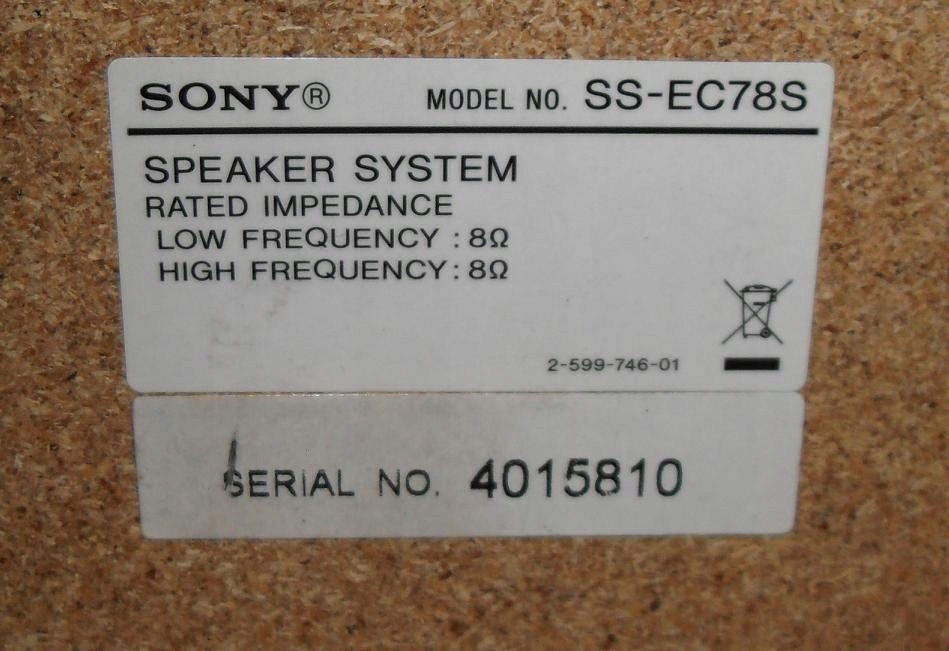 SONY® MODEL NO. SS-EC78S
SPEAKER SYSTEM
RATED IMPEDANCE
LOW FREQUENCY : 8Ω
HIGH FREQUENCY : 8Ω
2-599-746-01
SERIAL NO. 4015810